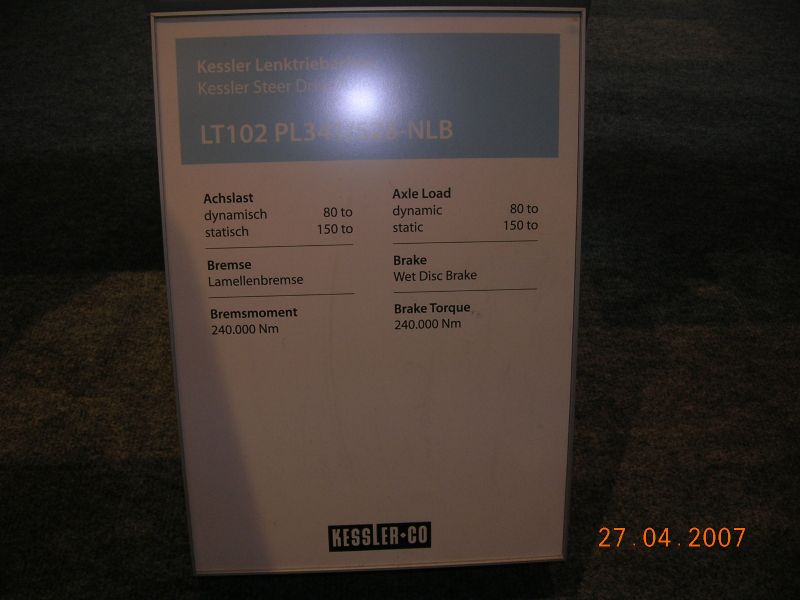 Kessler
Kessler Steer
LT102
Achslast
dynamisch 80 to
statisch 150 to
Bremse
Lamellenbremse
Bremsmoment
240.000 Nm
Axle Load
dynamic 80 to
static 150 to
Brake
Wet Disc Brake
Brake Torque
240.000 Nm
KESSLER+CO
27.04.2007